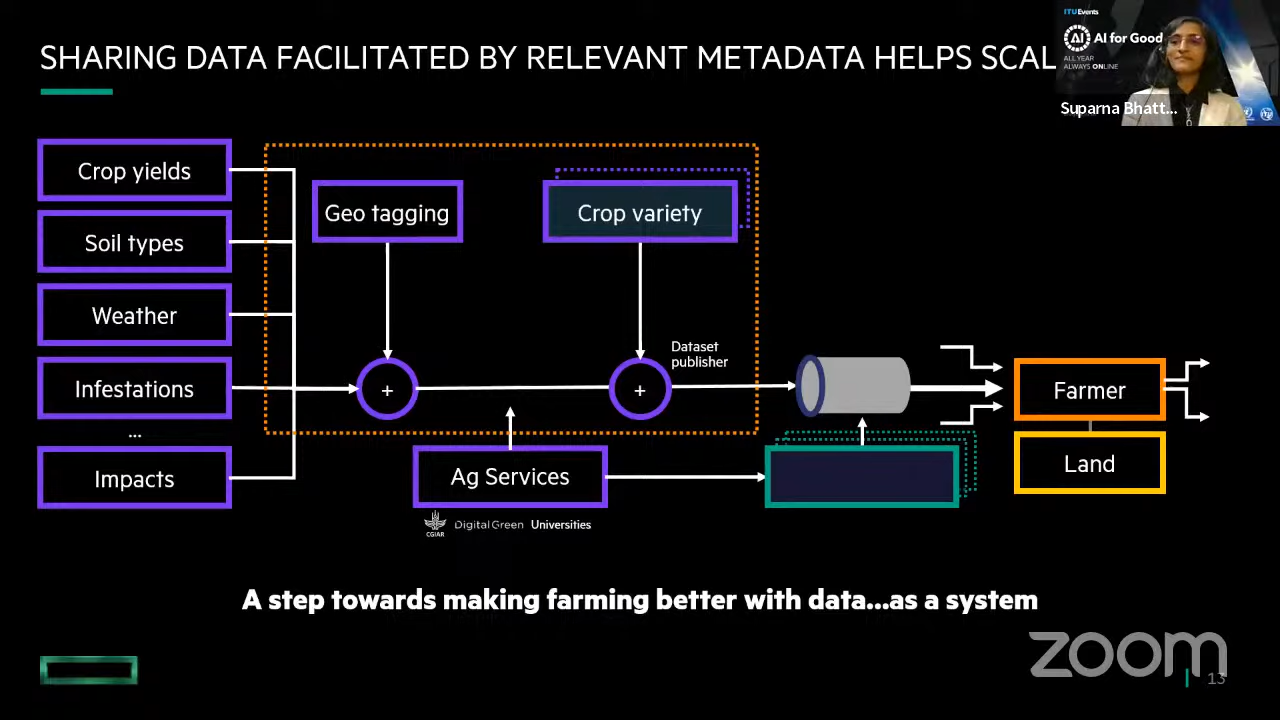 SHARING DATA FACILITATED BY RELEVANT METADATA HELPS SCAL
ITUEvents
AI
AI for Good
ALL YEAR
ALWAYS ONLINE
Suparna Bhatt...
Crop yields
Soil types
Weather
Infestations
...
Impacts
Geo tagging
Crop variety
+
+
Dataset
publisher
Farmer
Land
Ag Services
CGIAR
Digital Green
Universities
A step towards making farming better with data...as a system
zoom
13